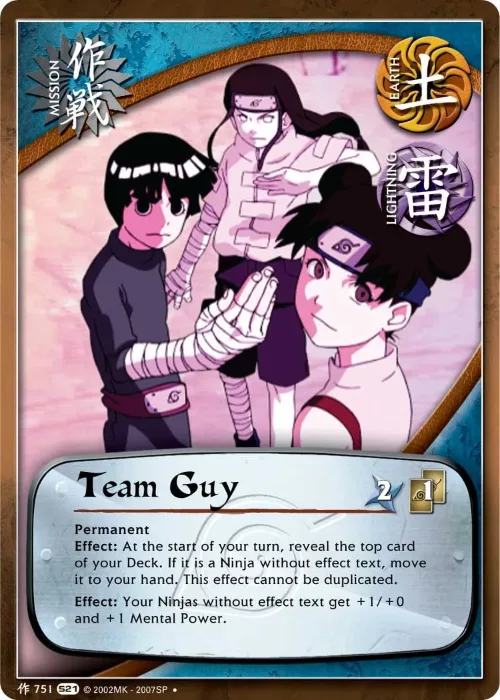 作戦
MISSION
EARTH
土
LIGHTNING
雷
Team Guy
2
1
Permanent
Effect: At the start of your turn, reveal the top card
of your Deck. If it is a Ninja without effect text, move
it to your hand. This effect cannot be duplicated.
Effect: Your Ninjas without effect text get +1/+0
and +1 Mental Power.
作 751 S21 © 2002MK - 2007SP •